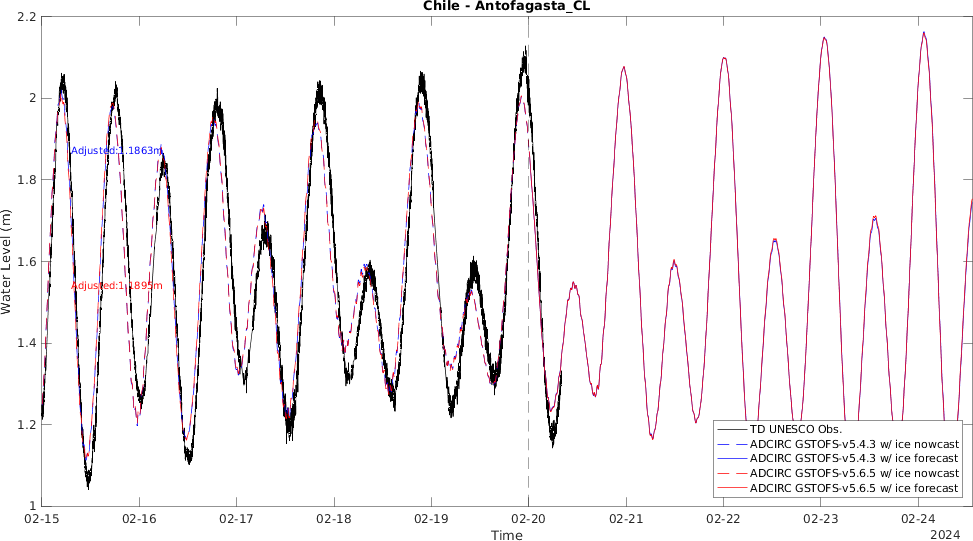 Chile - Antofagasta_CL
2.2
2
1.8
1.6
1.4
1.2
1
Water Level (m)
Adjusted:1.1863m
Adjusted:1.1895m
TD UNESCO Obs.
ADCIRC GSTOFS-v5.4.3 w/ ice nowcast
ADCIRC GSTOFS-v5.4.3 w/ ice forecast
ADCIRC GSTOFS-v5.6.5 w/ ice nowcast
ADCIRC GSTOFS-v5.6.5 w/ ice forecast
02-15 02-16 02-17 02-18 02-19 02-20 02-21 02-22 02-23 02-24
Time
2024